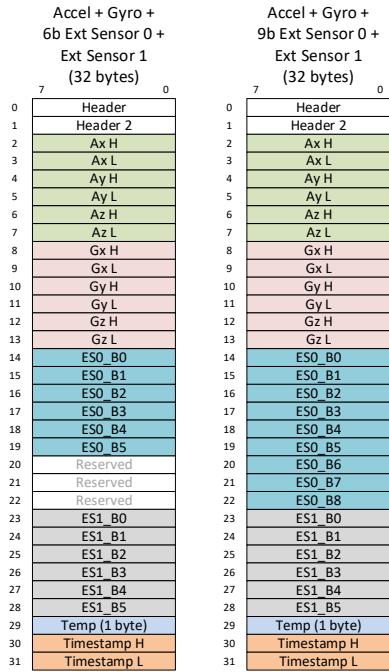 Accel + Gyro +
6b Ext Sensor 0 +
Ext Sensor 1
(32 bytes)
7 0
0 Header
1 Header 2
2 Ax H
3 Ax L
4 Ay H
5 Ay L
6 Az H
7 Az L
8 Gx H
9 Gx L
10 Gy H
11 Gy L
12 Gz H
13 Gz L
14 ES0_B0
15 ES0_B1
16 ES0_B2
17 ES0_B3
18 ES0_B4
19 ES0_B5
20 Reserved
21 Reserved
22 Reserved
23 ES1_B0
24 ES1_B1
25 ES1_B2
26 ES1_B3
27 ES1_B4
28 ES1_B5
29 Temp (1 byte)
30 Timestamp H
31 Timestamp L
Accel + Gyro +
9b Ext Sensor 0 +
Ext Sensor 1
(32 bytes)
7 0
0 Header
1 Header 2
2 Ax H
3 Ax L
4 Ay H
5 Ay L
6 Az H
7 Az L
8 Gx H
9 Gx L
10 Gy H
11 Gy L
12 Gz H
13 Gz L
14 ES0_B0
15 ES0_B1
16 ES0_B2
17 ES0_B3
18 ES0_B4
19 ES0_B5
20 ES0_B6
21 ES0_B7
22 ES0_B8
23 ES1_B0
24 ES1_B1
25 ES1_B2
26 ES1_B3
27 ES1_B4
28 ES1_B5
29 Temp (1 byte)
30 Timestamp H
31 Timestamp L